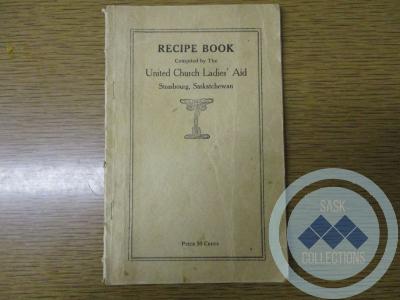 RECIPE BOOK
Compiled by The
United Church Ladies' Aid
Strasbourg, Saskatchewan
Price 50 Cents
SASK
COLLECTIONS